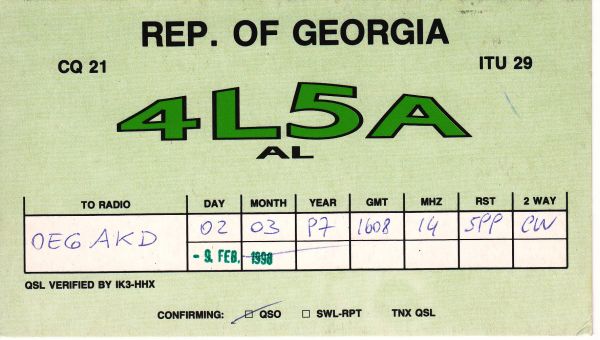 REP. OF GEORGIA
CQ 21 ITU 29
4L5A
AL
TO RADIO DAY MONTH YEAR GMT MHZ RST 2 WAY
OE6AKD 02 03 97 1608 14 599 CW
- 9. FEB. 1998
QSL VERIFIED BY IK3-HHX
CONFIRMING: QSO SWL-RPT TNX QSL